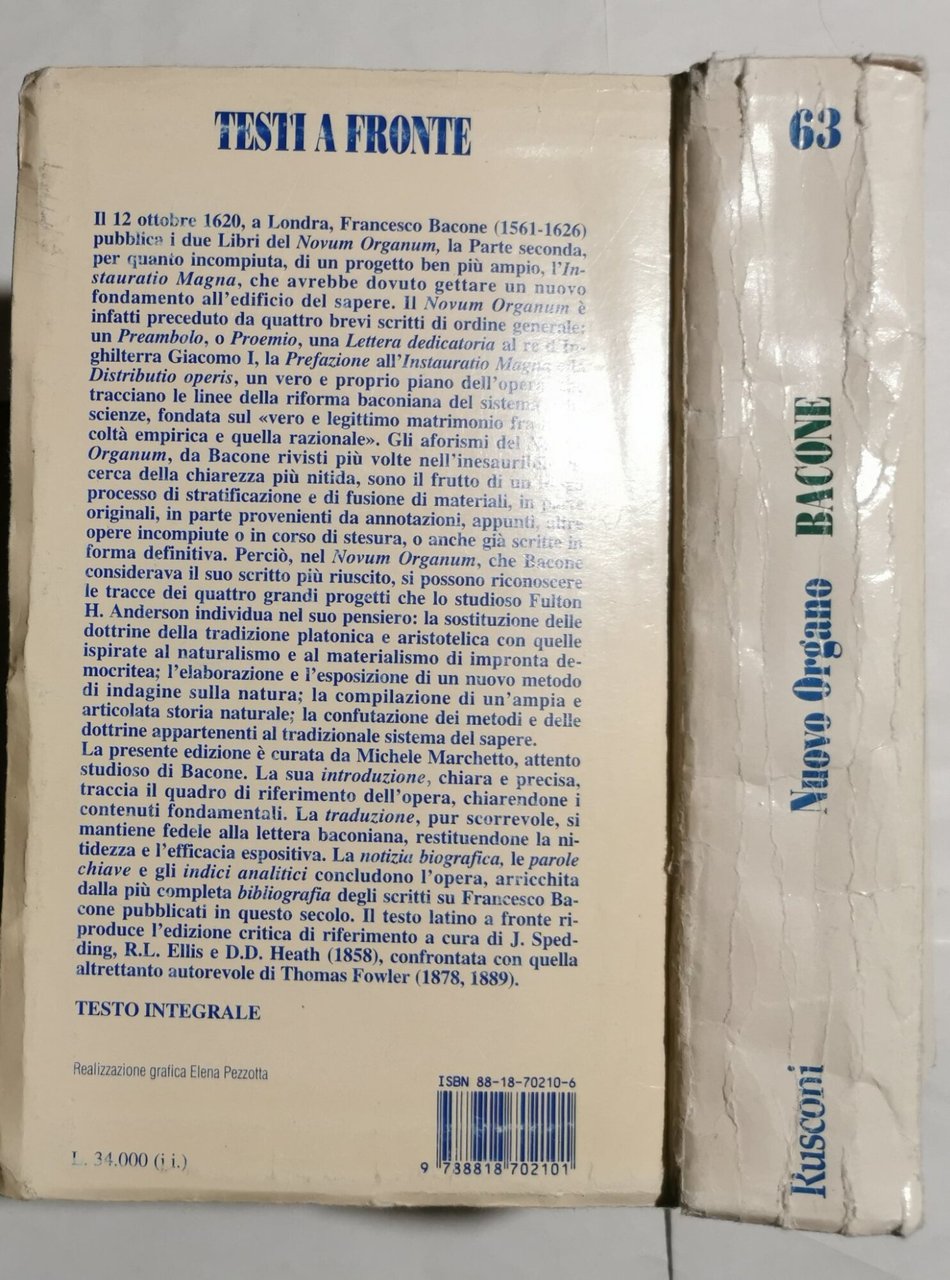 TESTI A FRONTE
Il 12 ottobre 1620, a Londra, Francesco Bacone (1561-1626)
pubblica i due Libri del Novum Organum, la Parte seconda,
per quanto incompiuta, di un progetto ben più ampio, l'In-
stauratio Magna, che avrebbe dovuto gettare un nuovo
fondamento all'edificio del sapere. Il Novum Organum è
infatti preceduto da quattro brevi scritti di ordine generale:
un Preambolo, o Proemio, una Lettera dedicatoria al re d'In-
ghilterra Giacomo I, la Prefazione all'Instauratio Magna
Distributio operis, un vero e proprio piano dell'opera
tracciano le linee della riforma baconiana del sistema
scienze, fondata sul «vero e legittimo matrimonio fra
coltà empirica e quella razionale». Gli aforismi del
Organum, da Bacone rivisti più volte
cerca della chiarezza più nitida, sono il frutto di un
processo di stratificazione e di fusione di materiali, in parte
originali, in parte provenienti da annotazioni, appunti, altre
opere incompiute o in corso di stesura, o anche già scritte in
forma definitiva. Perciò, nel Novum Organum, che Bacone
considerava il suo scritto più riuscito, si possono riconoscere
le tracce dei quattro grandi progetti che lo studioso Fulton
H. Anderson individua nel suo pensiero: la sostituzione delle
dottrine della tradizione platonica e aristotelica con quelle
ispirate al naturalismo e al materialismo di impronta de-
mocritea; l'elaborazione e l'esposizione di un nuovo metodo
di indagine sulla natura; la compilazione di un'ampia e
articolata storia naturale; la confutazione dei metodi e delle
dottrine appartenenti al tradizionale sistema del sapere.
La presente edizione è curata da Michele Marchetto, attento
studioso di Bacone. La sua introduzione, chiara e precisa,
traccia il quadro di riferimento dell'opera, chiarendone i
contenuti fondamentali. La traduzione, pur scorrevole, si
mantiene fedele alla lettera baconiana, restituendone la ni-
tidezza e l'efficacia espositiva. La notizia biografica, le parole
chiave e gli indici analitici concludono l'opera, arricchita
dalla più completa bibliografia degli scritti su Francesco Ba-
cone pubblicati in questo secolo. Il testo latino a fronte ri-
produce l'edizione critica di riferimento a cura di J. Sped-
ding, R.L. Ellis e D.D. Heath (1858), confrontata con quella
altrettanto autorevole di Thomas Fowler (1878, 1889).
TESTO INTEGRALE
Realizzazione grafica Elena Pezzotta
ISBN 88-18-70210-6
9 788818 702101
L. 34.000 (i i.)
63
BACONE
Nuovo Organo
Rusconi